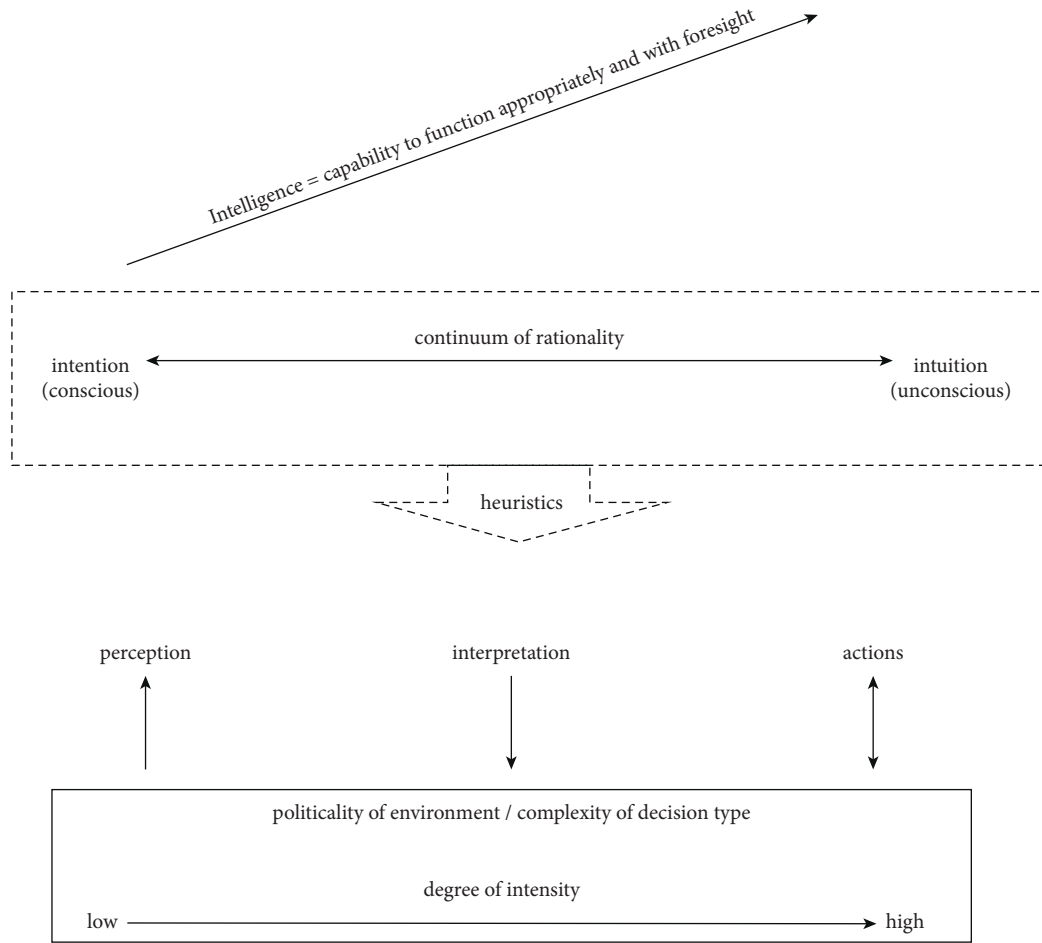 Intelligence = capability to function appropriately and with foresight
continuum of rationality
intention
(conscious)
intuition
(unconscious)
heuristics
perception
interpretation
actions
politicality of environment / complexity of decision type
degree of intensity
low
high